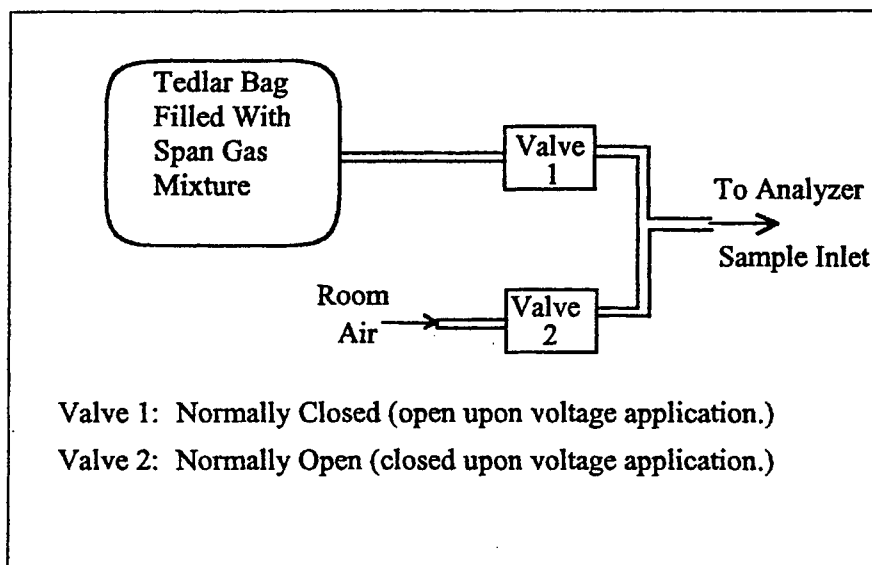 Tedlar Bag
Filled With
Span Gas
Mixture
Valve
1
To Analyzer
Sample Inlet
Room
Air
Valve
2
Valve 1: Normally Closed (open upon voltage application.)
Valve 2: Normally Open (closed upon voltage application.)